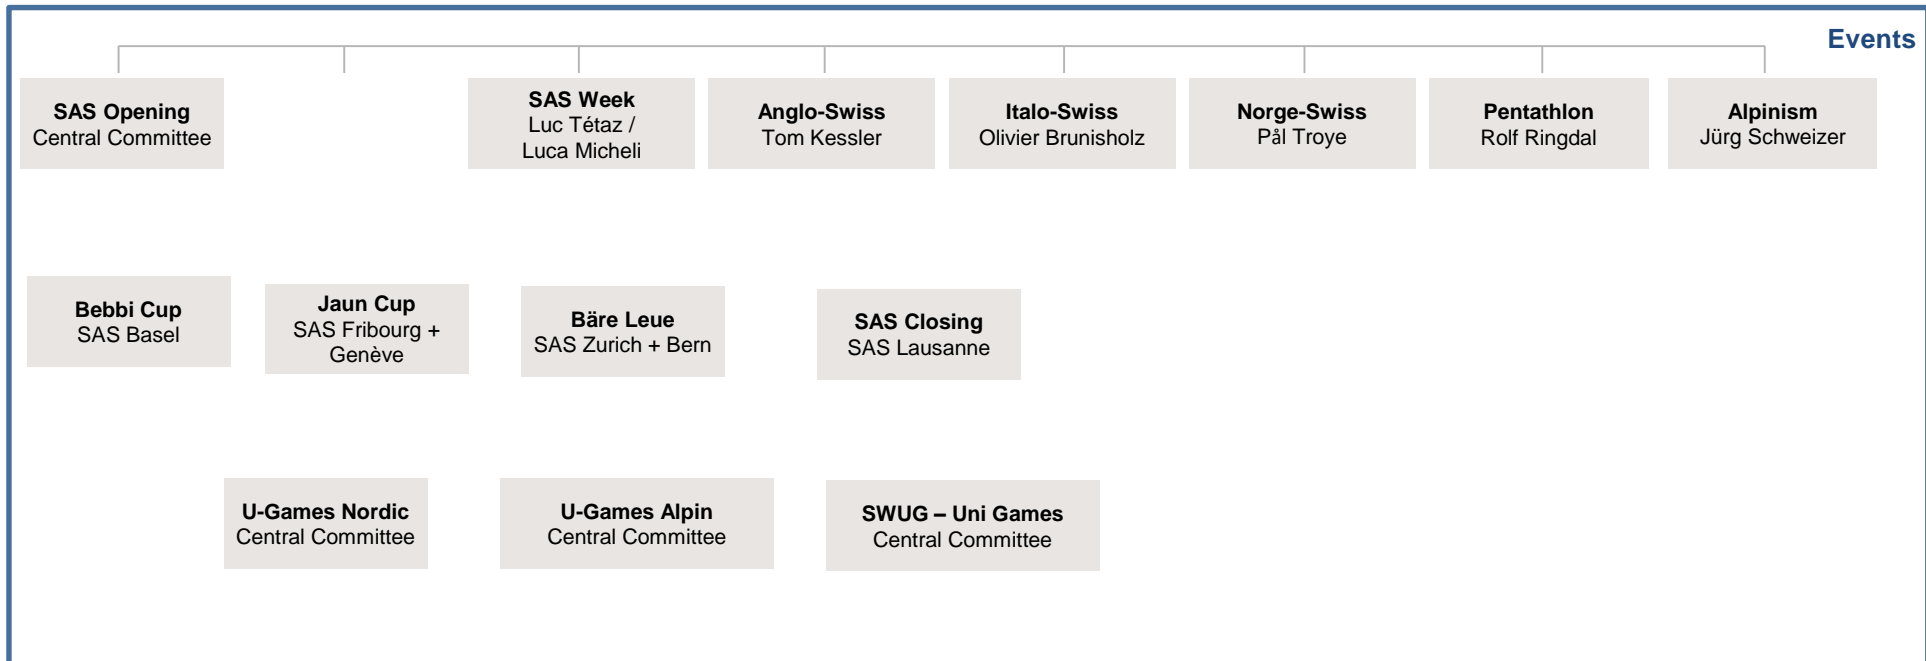 Events
SAS Opening
Central Committee
SAS Week
Luc Tétaz /
Luca Micheli
Anglo-Swiss
Tom Kessler
Italo-Swiss
Olivier Brunisholz
Norge-Swiss
Pål Troye
Pentathlon
Rolf Ringdal
Alpinism
Jürg Schweizer
Bebbi Cup
SAS Basel
Jaun Cup
SAS Fribourg +
Genève
Bäre Leue
SAS Zurich + Bern
SAS Closing
SAS Lausanne
U-Games Nordic
Central Committee
U-Games Alpin
Central Committee
SWUG – Uni Games
Central Committee